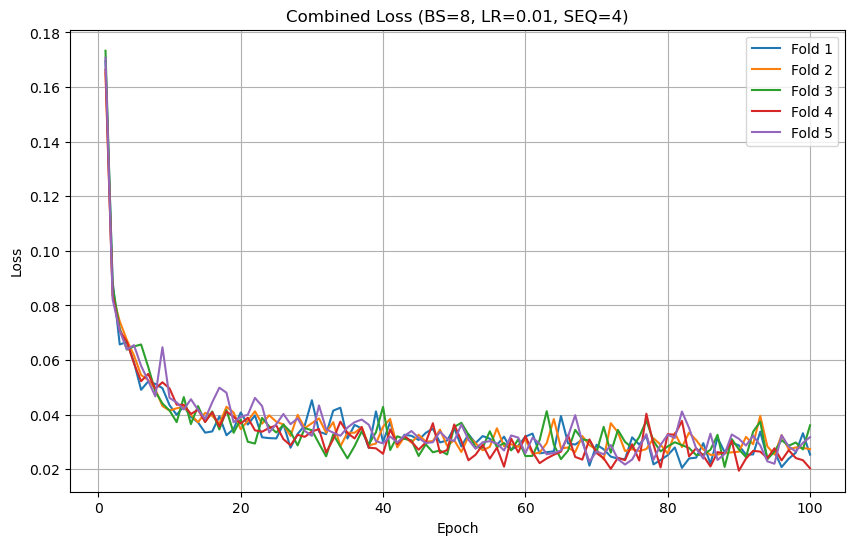 Combined Loss (BS=8, LR=0.01, SEQ=4)
0.18
0.16
0.14
0.12
0.10
0.08
0.06
0.04
0.02
Loss
Fold 1
Fold 2
Fold 3
Fold 4
Fold 5
0 20 40 60 80 100
Epoch